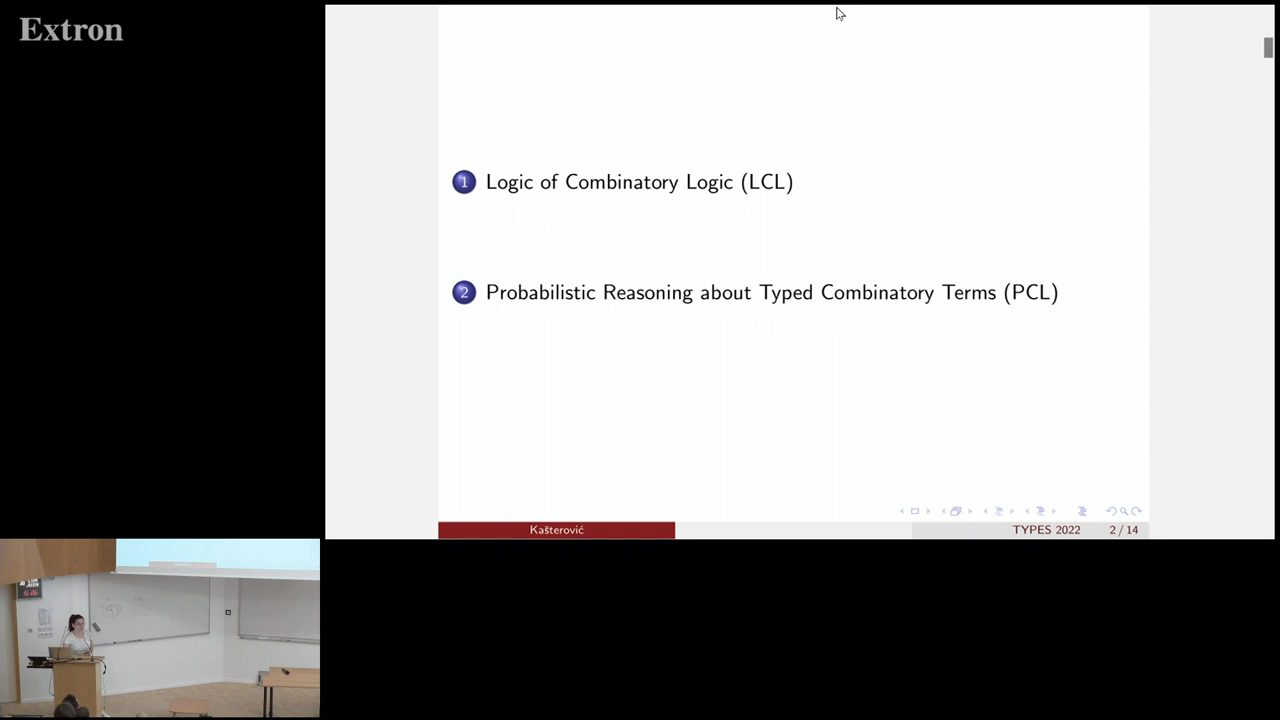 Extron
1 Logic of Combinatory Logic (LCL)
2 Probabilistic Reasoning about Typed Combinatory Terms (PCL)
Kašterović TYPES 2022 2 / 14